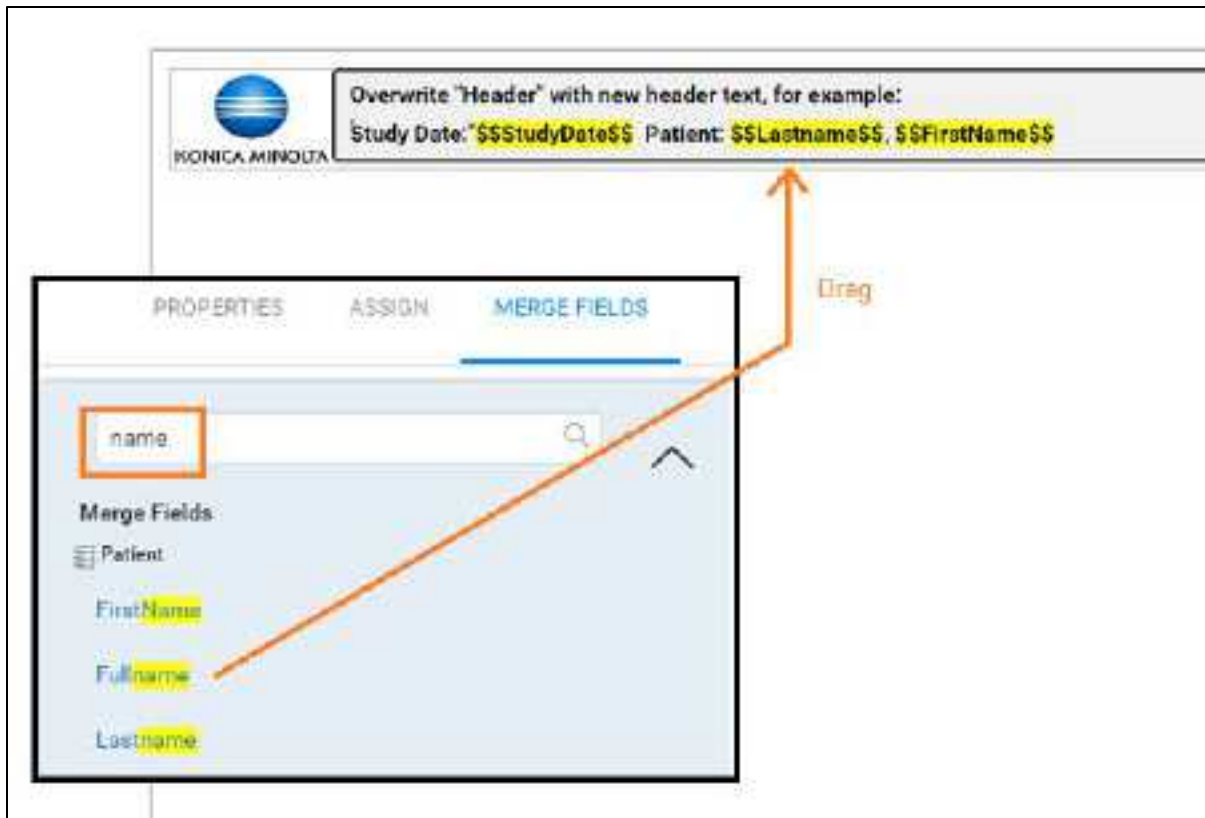 Overwrite "Header" with new header text, for example:
Study Date:"$$StudyDate$$ Patient: $$Lastname$$, $$FirstName$$
KONICA MINOLTA
Drag
PROPERTIES ASSIGN MERGE FIELDS
name
Merge Fields
Patient
FirstName
Fullname
Lastname